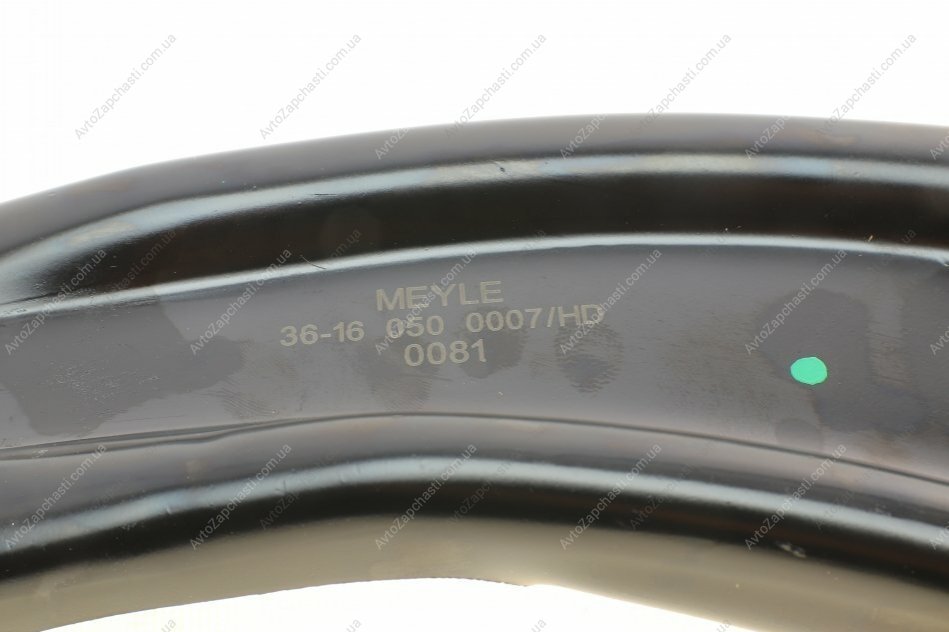 MEYLE
36-16 050 0007/HD
0081
AvtoZapchasti.com.ua